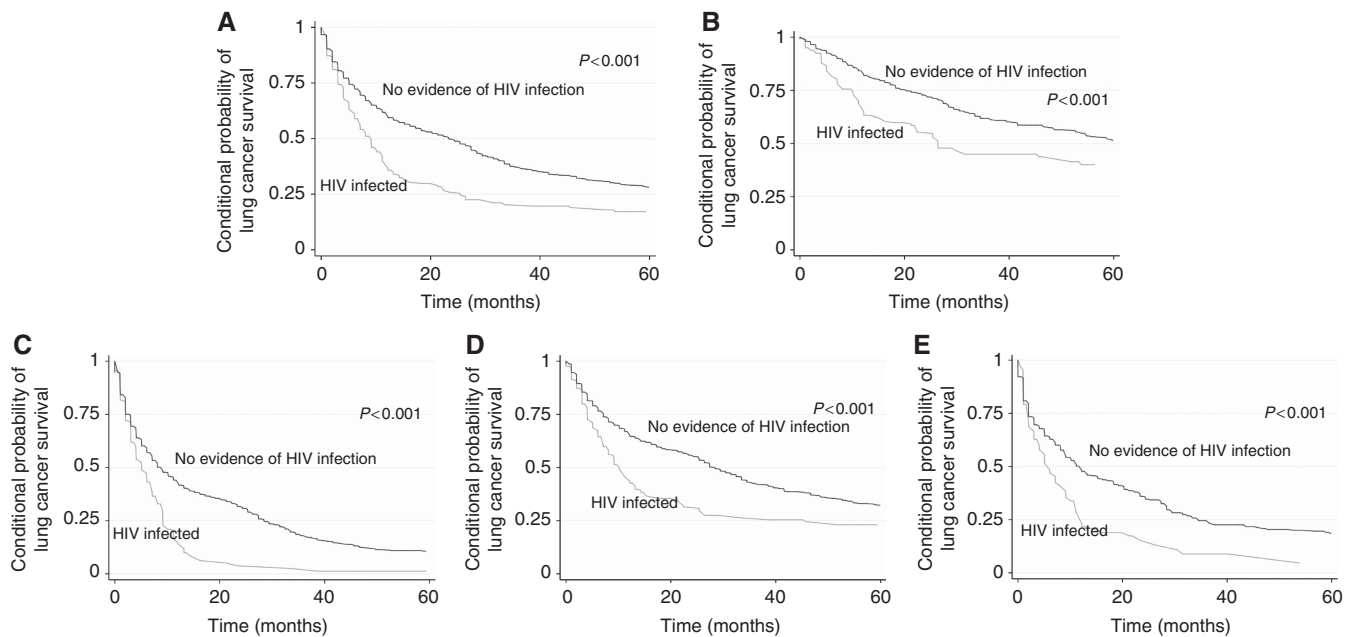 A
Conditional probability of
lung cancer survival
1
0.75
0.5
0.25
0
P<0.001
No evidence of HIV infection
HIV infected
0 20 40 60
Time (months)
B
Conditional probability of
lung cancer survival
1
0.75
0.5
0.25
0
No evidence of HIV infection
P<0.001
HIV infected
0 20 40 60
Time (months)
C
Conditional probability of
lung cancer survival
1
0.75
0.5
0.25
0
P<0.001
No evidence of HIV infection
HIV infected
0 20 40 60
Time (months)
D
Conditional probability of
lung cancer survival
1
0.75
0.5
0.25
0
P<0.001
No evidence of HIV infection
HIV infected
0 20 40 60
Time (months)
E
Conditional probability of
lung cancer survival
1
0.75
0.5
0.25
0
P<0.001
No evidence of HIV infection
HIV infected
0 20 40 60
Time (months)